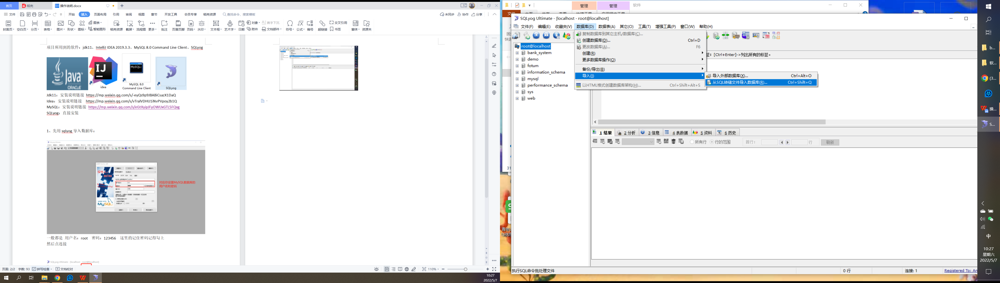 首页
稻壳
操作说明.docx
文件
开始
插入
页面布局
引用
审阅
视图
章节
开发工具
会员专享
稻壳资源
查找命令、搜索模板
未同步
协作
分享
封面页
空白页
分页
表格
图片
形状
图标
图表
智能图形
稻壳资源
截屏
流程图
更多
批注
页眉页脚
页码
水印
文本框
艺术字
日期
对象
附件
首字下沉
文档部件
符号
公式
编号
超链接
交叉引用
书签
窗体
资源夹
项目所用到的软件：jdk11、IntelliJ IDEA 2019.3.3、MySQL 8.0 Command Line Client、SQLyog
Java
ORACLE
IJ
idea
MySQL
MySQL 8.0
Command Line Client
SQLyog
Jdk11：安装说明链接 https://mp.weixin.qq.com/s/-eyQs9p9JBABiCsazX1DaQ
Idea：安装说明链接 https://mp.weixin.qq.com/s/vTralVDHU1iNvPVpoy2b1Q
MySQL：安装说明链接 https://mp.weixin.qq.com/s/eGtXyipJFyOWUxGTL5FQxg
SQLyog：直接安装
1、先用 sqlyog 导入数据库：
对应你设置MySQL数据库的
用户名和密码
一般都是 用户名：root 密码：123456 这里的记住密码记得勾上
然后点连接
SQLyog Ultimate - [localhost - root@localhost]
页面: 2/2
字数: 93
拼写检查
文档校对
110%
10:27
2022/5/7
管理
管理
软件
SQLyog Ultimate - [localhost - root@localhost]
文件(F)
编辑(E)
收藏夹(V)
数据库(D)
数据表(A)
其它(O)
工具(T)
增强工具(P)
窗口(W)
帮助(H)
root@localhost
bank_system
demo
fotum
information_schema
mysql
performance_schema
sys
web
复制数据库到其它主机/数据库(C)...
创建数据库(D)... Ctrl+D
更改数据库(A)... F6
创建(R)
更多数据库操作(O)
备份/导出(B)
导入(I)
以HTML格式创建数据库架构(H)... Ctrl+Shift+Alt+S
导入外部数据库(X)... Ctrl+Alt+O
从SQL转储文件导入数据库(R)... Ctrl+Shift+Q
签; [Ctrl+Enter]->列出所有的标签。
1 结果
2 分析
3 信息
4 表数据
5 资料
6 历史
所有行
行的范围
首行:
行
刷新
执行SQL命令批处理文件
0 行
连接: 1
Registered To: An
b...
软...
(3...
操...
S...
中
10:27
星期六
2022/5/7